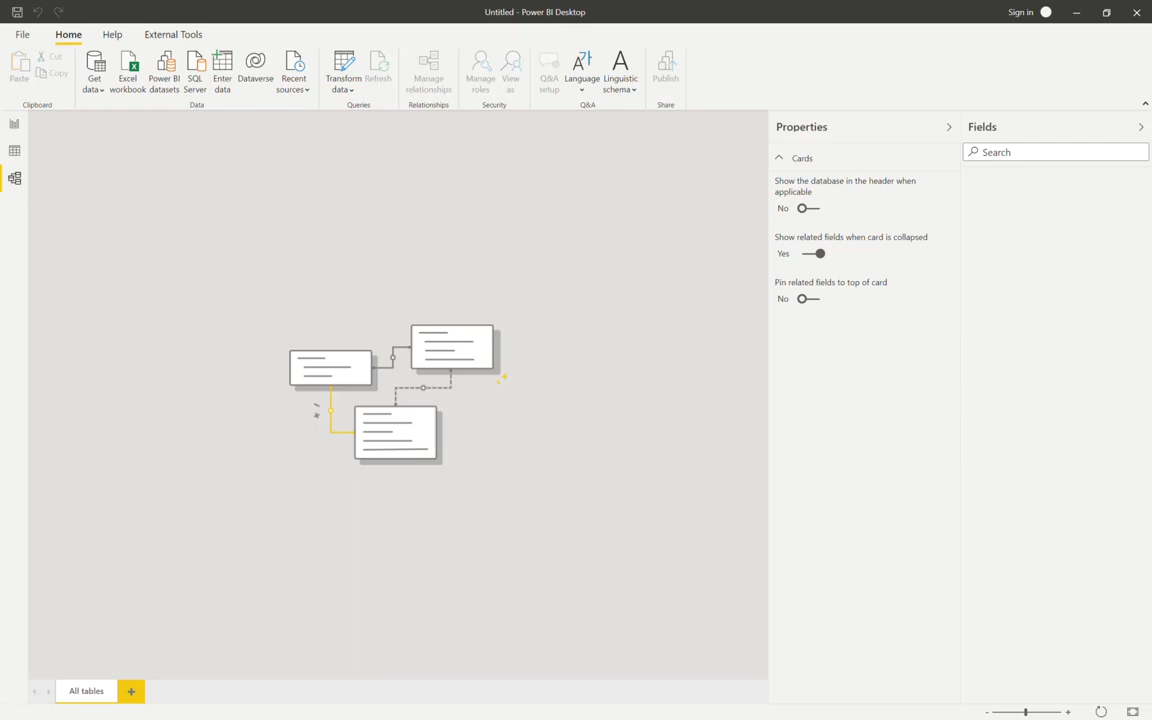 Untitled - Power BI Desktop
Sign in
File
Home
Help
External Tools
Paste
Cut
Copy
Clipboard
Get data
Excel workbook
Power BI datasets
SQL Server
Enter data
Dataverse
Recent sources
Data
Transform data
Refresh
Queries
Manage relationships
Relationships
Manage roles
View as
Security
Q&A setup
Language
Linguistic schema
Q&A
Publish
Share
Properties
Cards
Show the database in the header when
applicable
No
Show related fields when card is collapsed
Yes
Pin related fields to top of card
No
Fields
Search
All tables